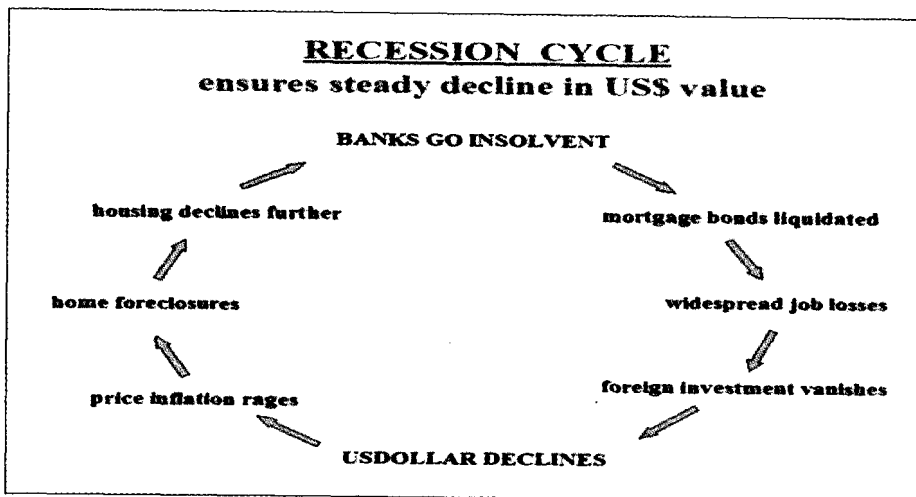 RECESSION CYCLE
ensures steady decline in US$ value
BANKS GO INSOLVENT
mortgage bonds liquidated
widespread job losses
foreign investment vanishes
USDOLLAR DECLINES
price inflation rages
home foreclosures
housing declines further